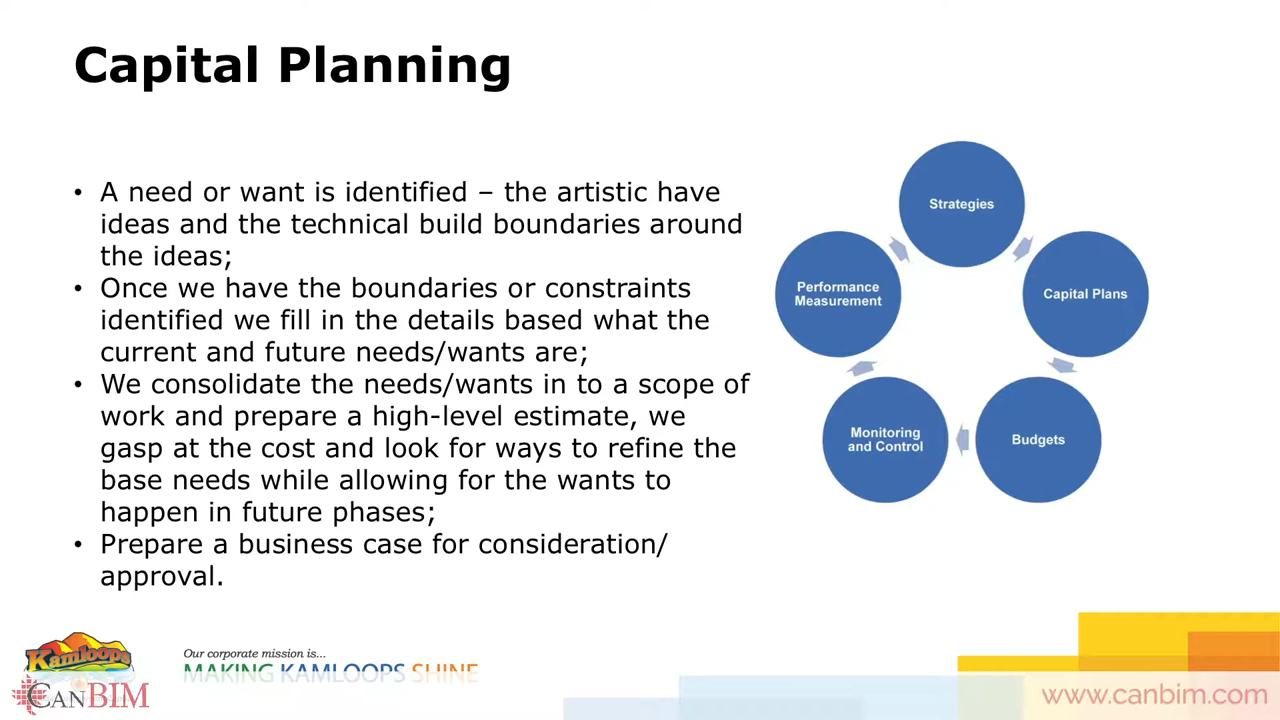 Capital Planning
• A need or want is identified – the artistic have
ideas and the technical build boundaries around
the ideas;
• Once we have the boundaries or constraints
identified we fill in the details based what the
current and future needs/wants are;
• We consolidate the needs/wants in to a scope of
work and prepare a high-level estimate, we
gasp at the cost and look for ways to refine the
base needs while allowing for the wants to
happen in future phases;
• Prepare a business case for consideration/
approval.
Strategies
Capital Plans
Budgets
Monitoring
and Control
Performance
Measurement
Kamloops
CANBIM
Our corporate mission is...
MAKING KAMLOOPS SHINE
www.canbim.com